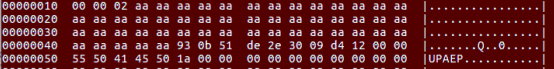 00000010  00 00 02 aa aa aa aa aa  aa aa aa aa aa aa aa aa  |................|
00000020  aa aa aa aa aa aa aa aa  aa aa aa aa aa aa aa aa  |................|
00000030  aa aa aa aa aa aa aa aa  aa aa aa aa aa aa aa aa  |................|
00000040  aa aa aa aa aa 93 0b 51  de 2e 30 09 d4 12 00 00  |.......Q..0.....|
00000050  55 50 41 45 50 1a 00 00  00 00 00 00 00 00 00 00  |UPAEP...........|